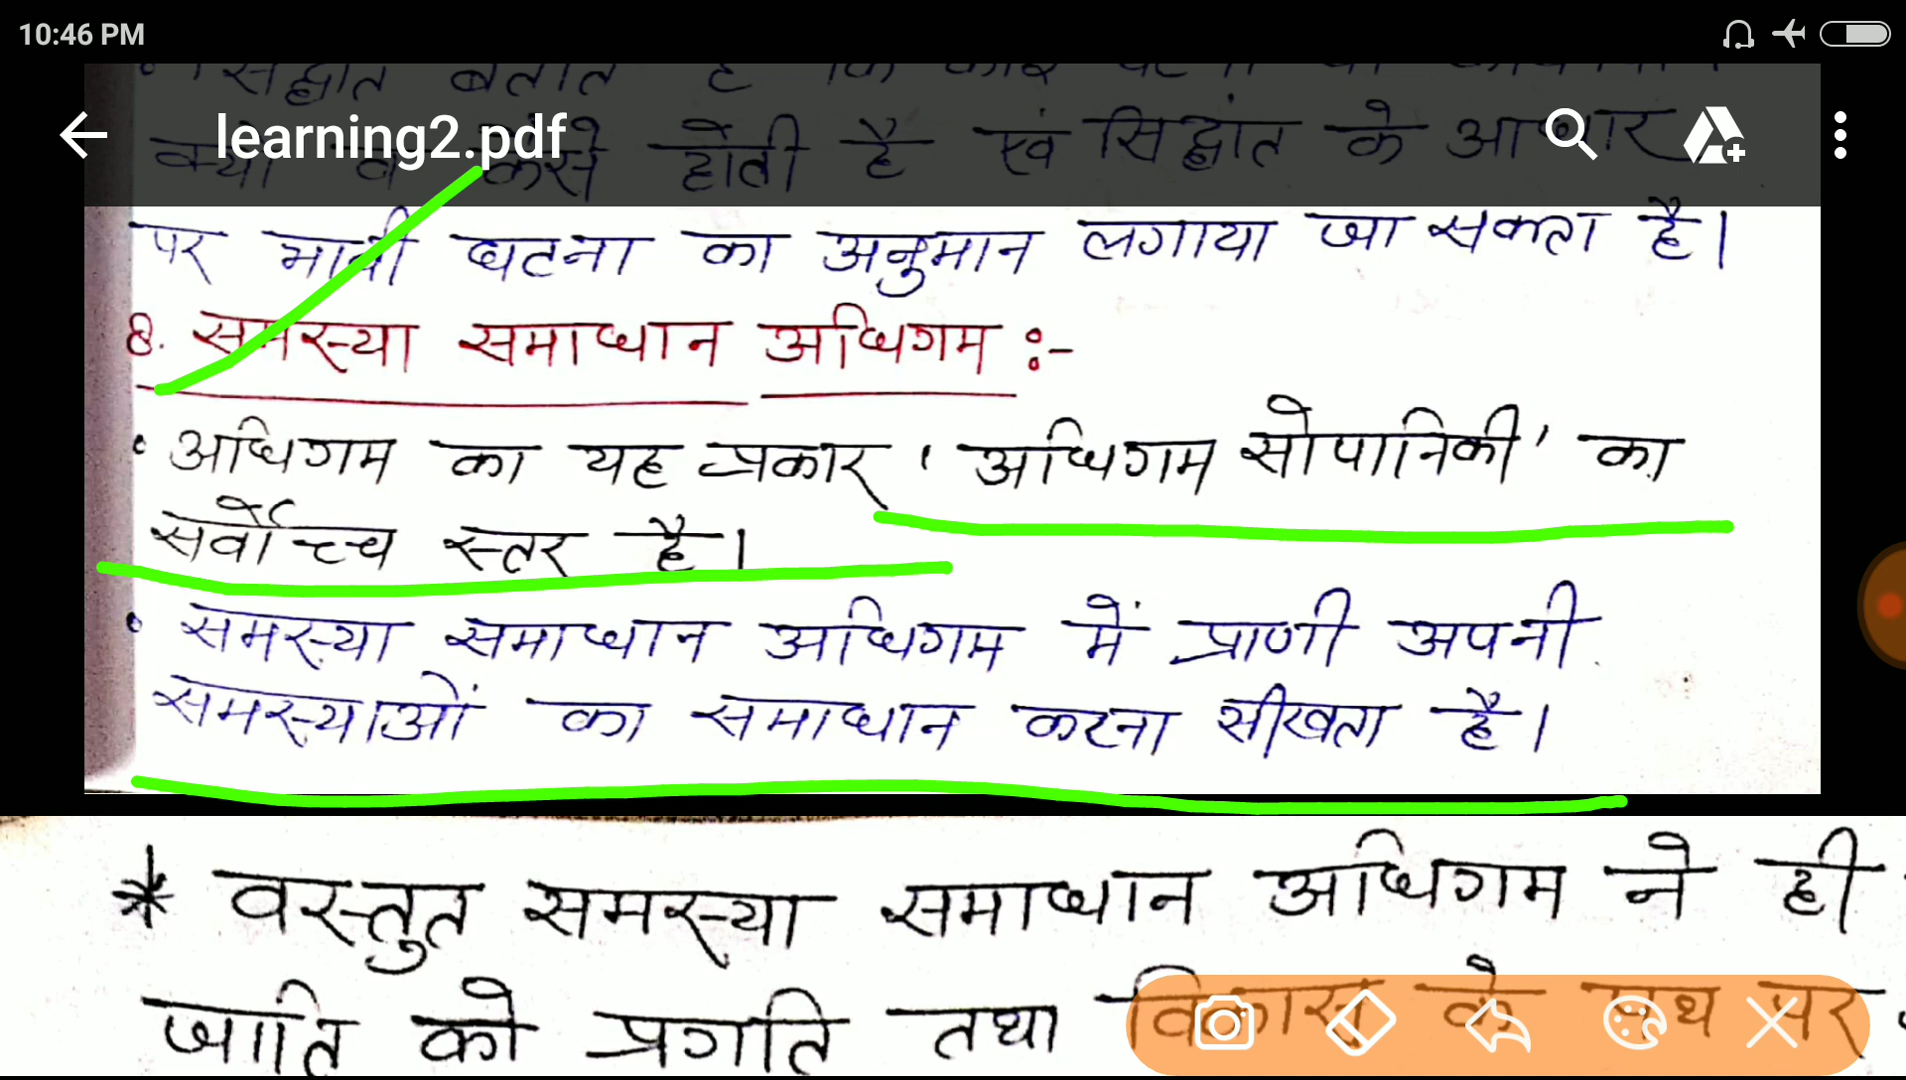 10:46 PM
सिद्धांत बताते है कि कोई
learning2.pdf
क्यों व कैसे होती है एवं सिद्धांत के आधार
पर भावी घटना का अनुमान लगाया जा सकता है।
8. समस्या समाधान अधिगम :-
• अधिगम का यह प्रकार 'अधिगम सोपानिकी' का
सर्वोच्च स्तर है।
• समस्या समाधान अधिगम में प्राणी अपनी
समस्याओं का समाधान करना सीखता है।
* वस्तुत समस्या समाधान अधिगम ने ही
जाति को प्रगति तथा विकास के पथ पर